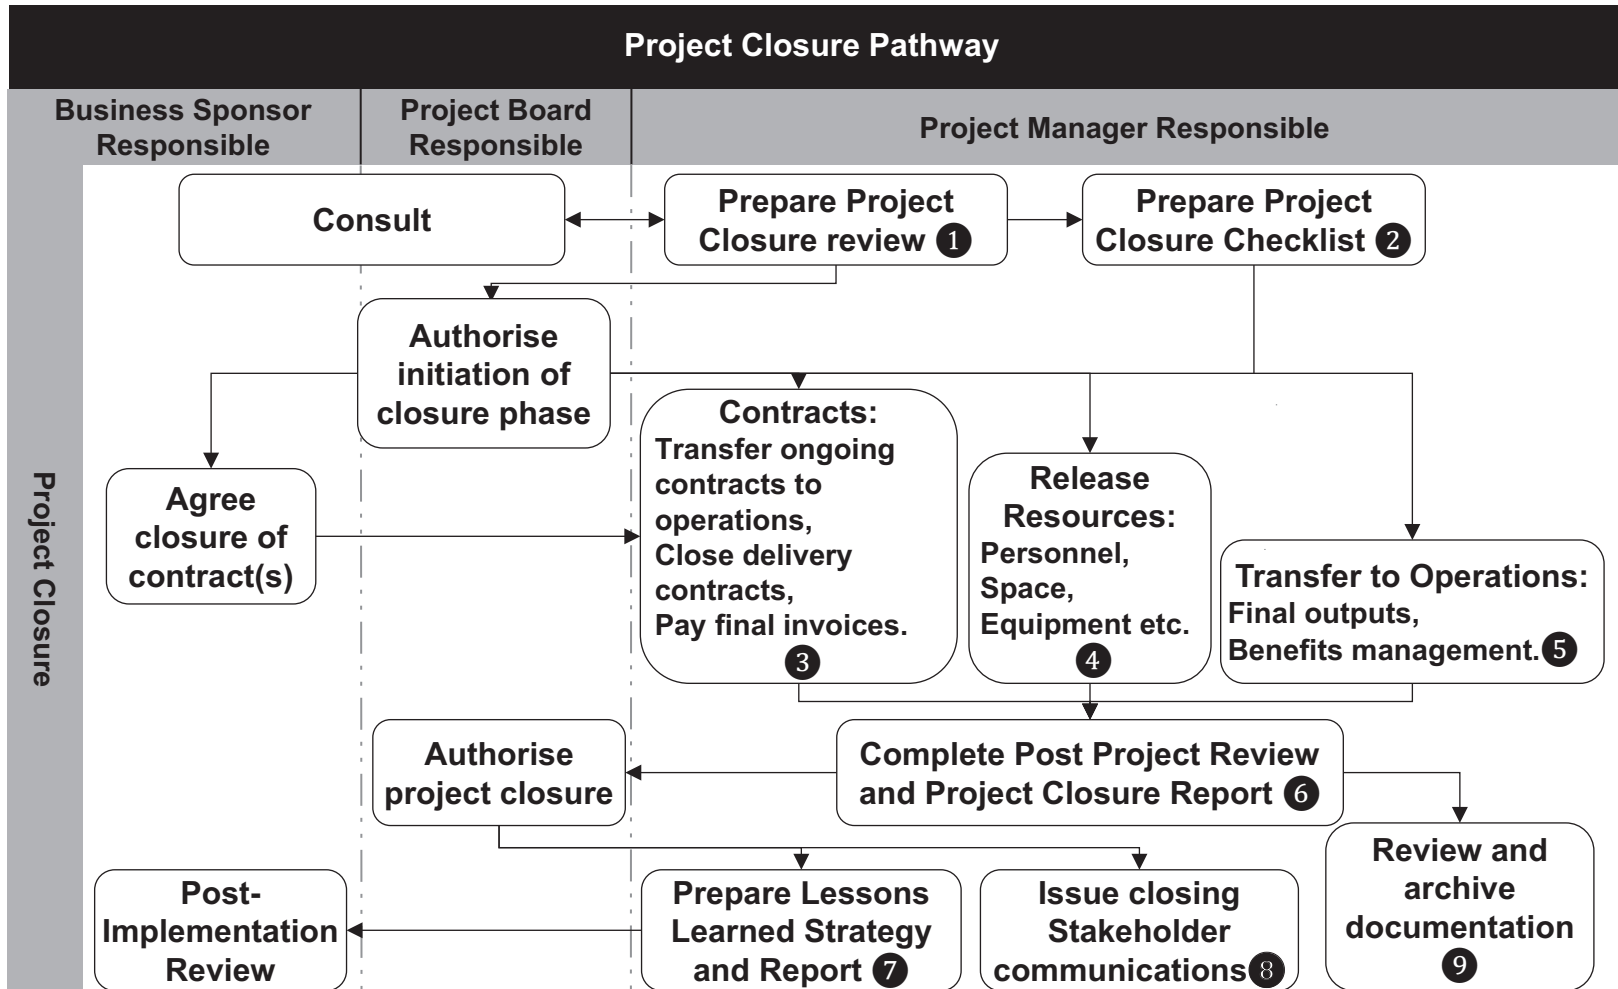 Project Closure Pathway
Business Sponsor
Responsible
Project Board
Responsible
Project Manager Responsible
Project Closure
Consult
Prepare Project
Closure review 1
Prepare Project
Closure Checklist 2
Authorise
initiation of
closure phase
Agree
closure of
contract(s)
Contracts:
Transfer ongoing
contracts to
operations,
Close delivery
contracts,
Pay final invoices.
3
Release
Resources:
Personnel,
Space,
Equipment etc.
4
Transfer to Operations:
Final outputs,
Benefits management. 5
Authorise
project closure
Complete Post Project Review
and Project Closure Report 6
Post-
Implementation
Review
Prepare Lessons
Learned Strategy
and Report 7
Issue closing
Stakeholder
communications 8
Review and
archive
documentation
9